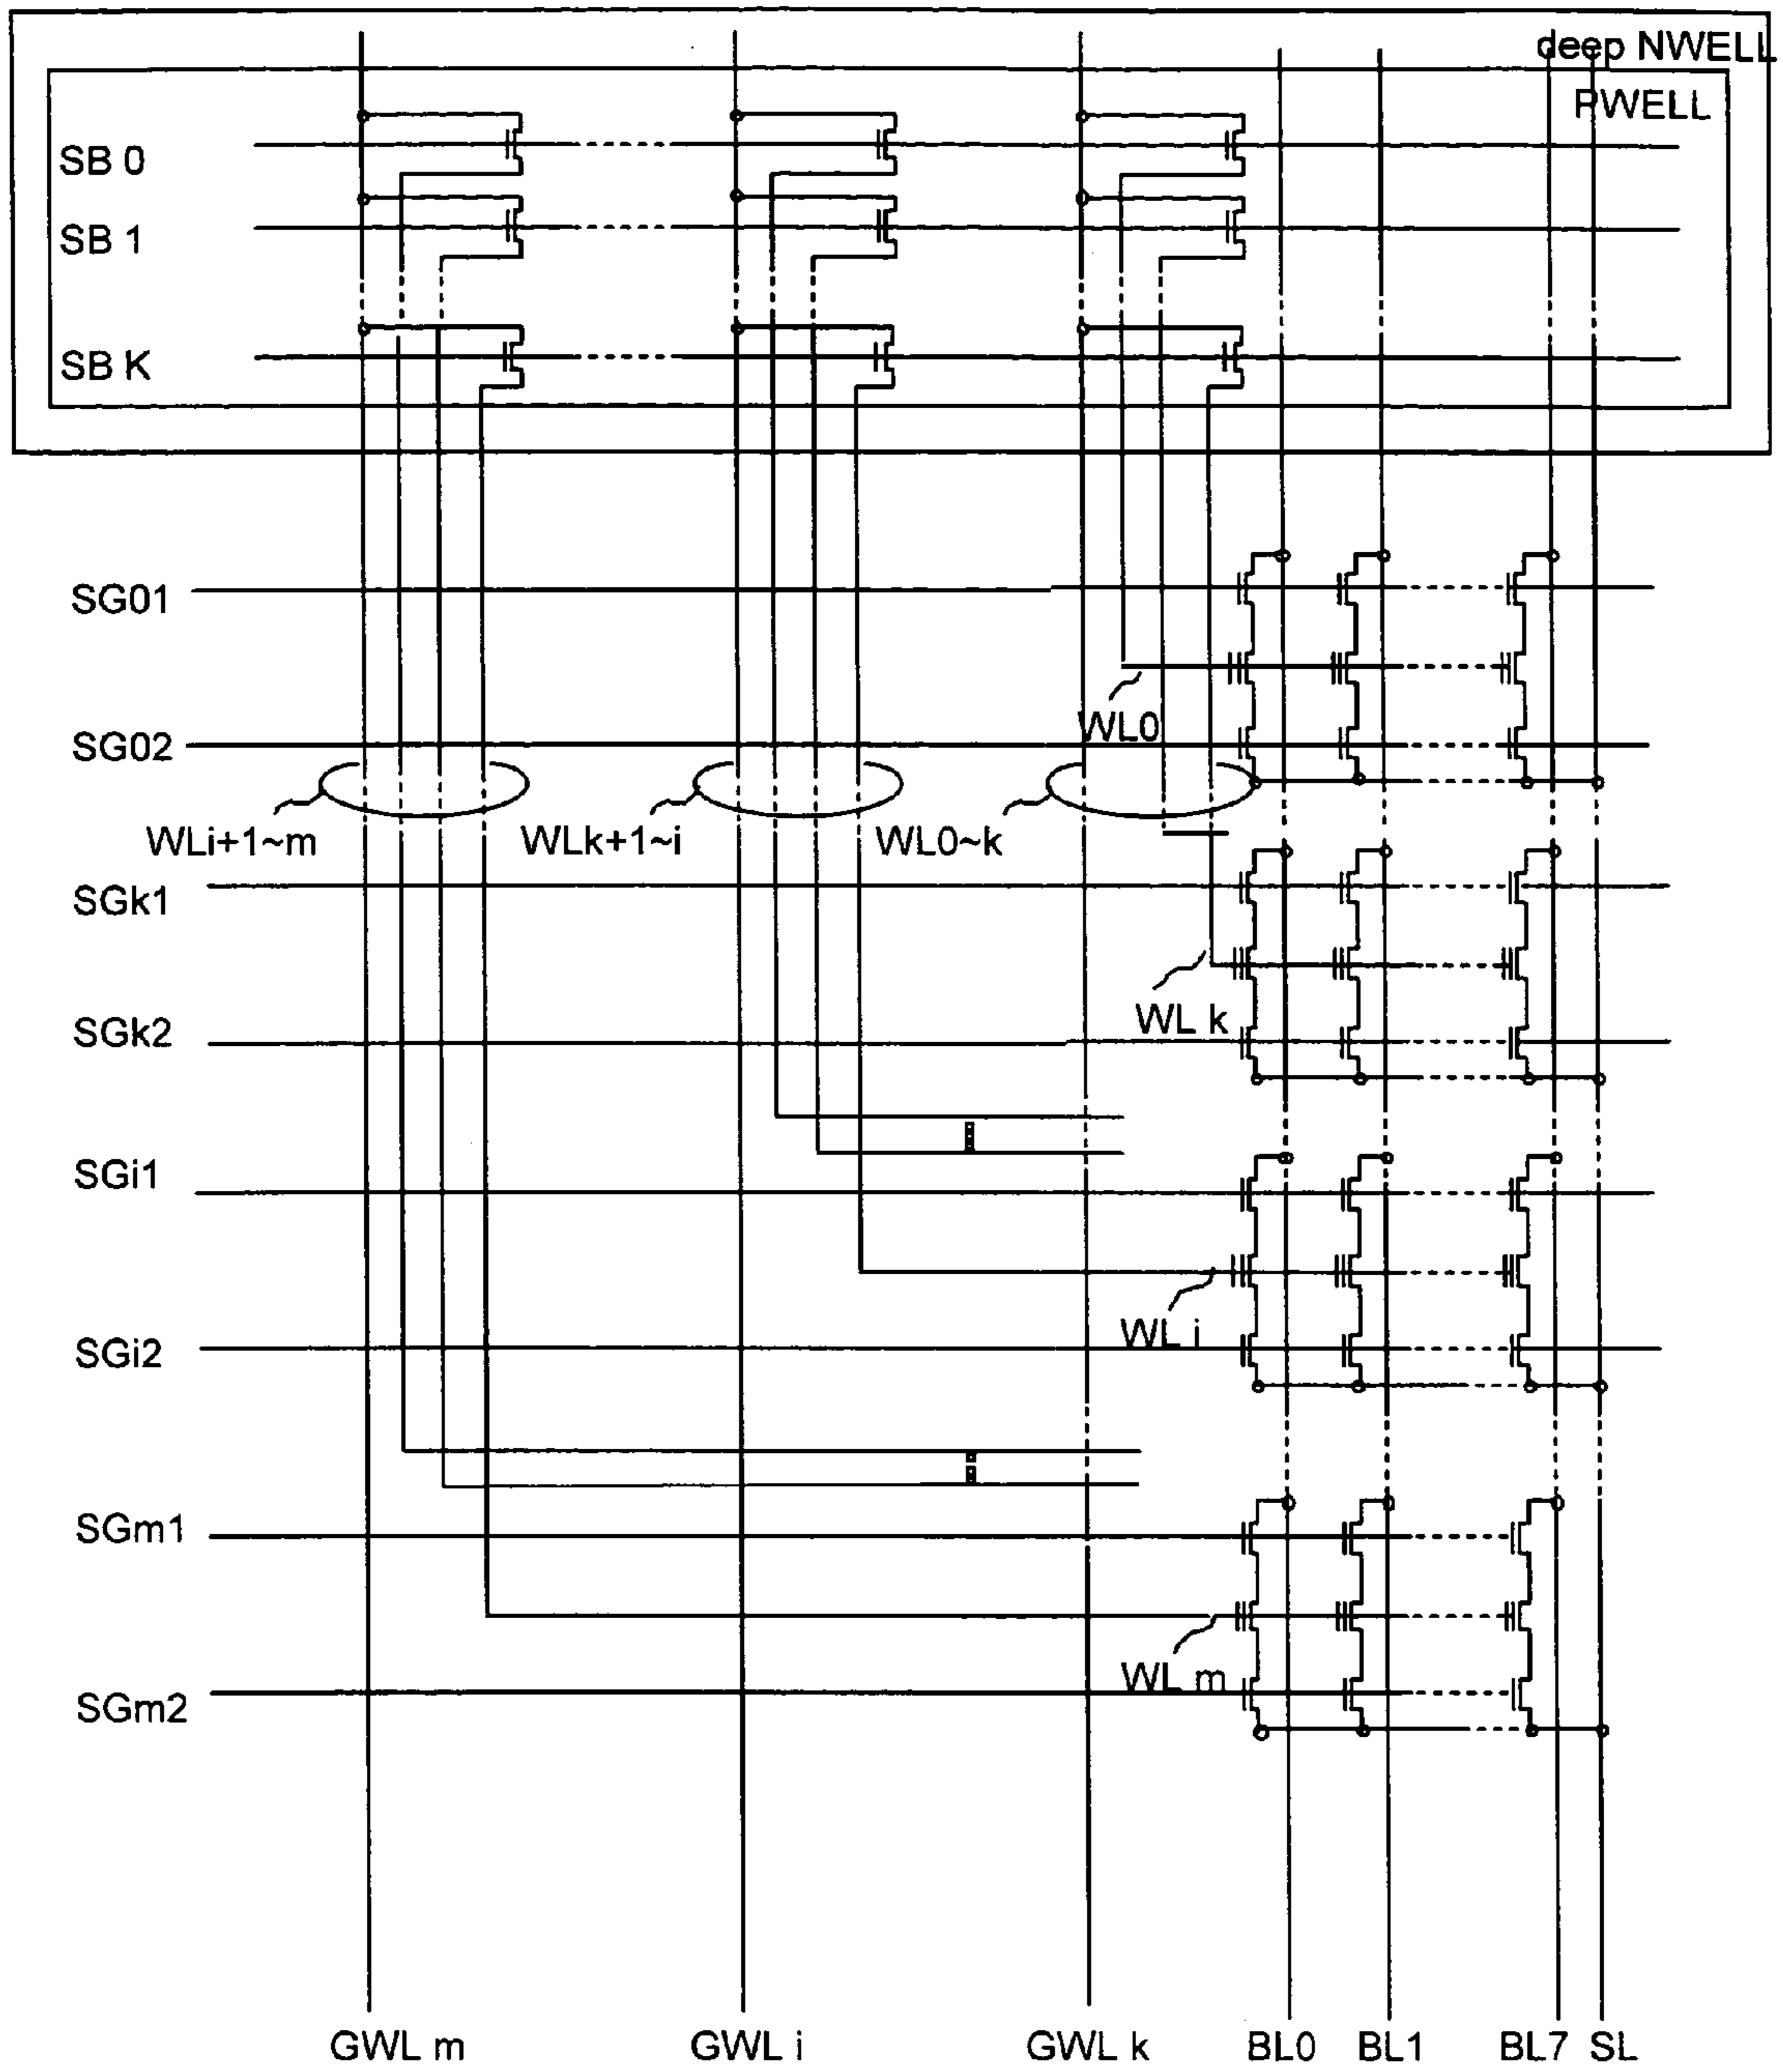 deep NWELL
PWELL
SB 0
SB 1
SB K
SG01
WL0
SG02
WLi+1~m
WLk+1~i
WL0~k
SGk1
WL k
SGk2
SGi1
WL i
SGi2
SGm1
WL m
SGm2
GWL m
GWL i
GWL k
BL0
BL1
BL7
SL